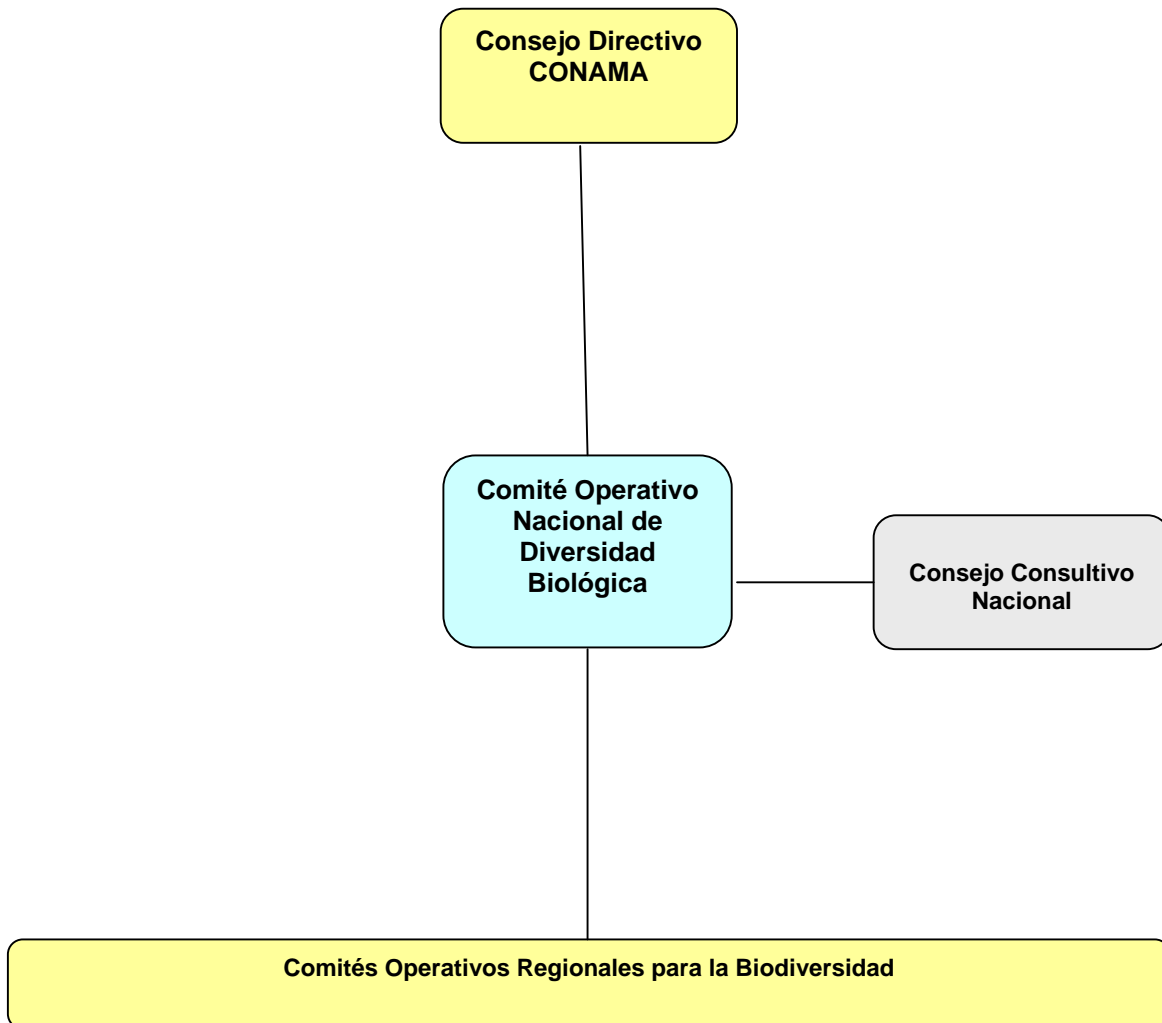 Consejo Directivo
CONAMA
Comité Operativo
Nacional de
Diversidad
Biológica
Consejo Consultivo
Nacional
Comités Operativos Regionales para la Biodiversidad